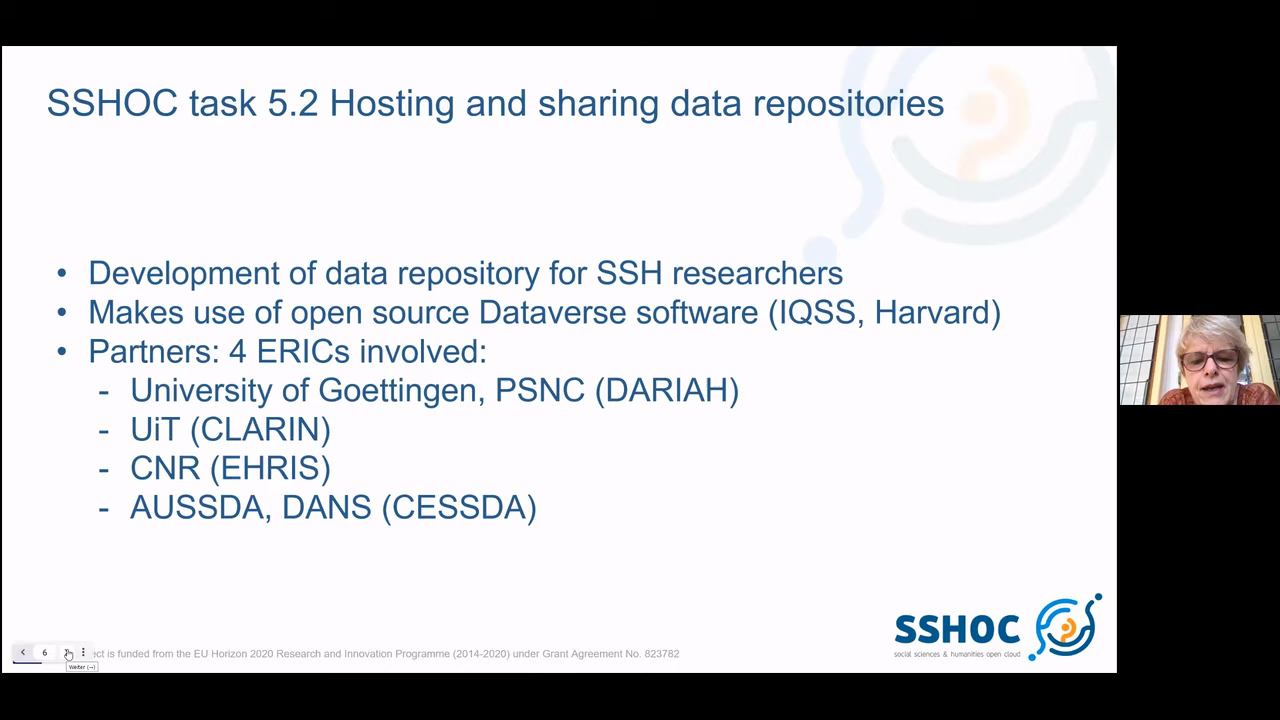 SSHOC task 5.2 Hosting and sharing data repositories
• Development of data repository for SSH researchers
• Makes use of open source Dataverse software (IQSS, Harvard)
• Partners: 4 ERICs involved:
- University of Goettingen, PSNC (DARIAH)
- UiT (CLARIN)
- CNR (EHRIS)
- AUSSDA, DANS (CESSDA)
SSHOC
social sciences & humanities open cloud
6
is funded from the EU Horizon 2020 Research and Innovation Programme (2014-2020) under Grant Agreement No. 823782
Weiter (→)